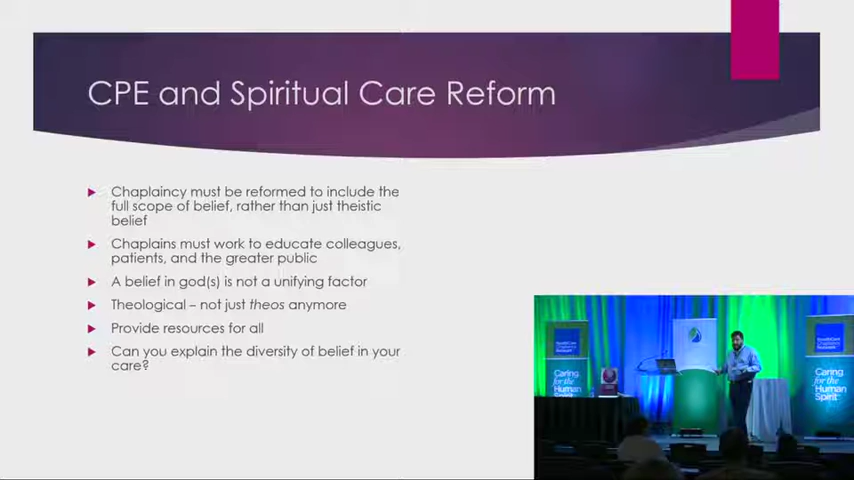 CPE and Spiritual Care Reform
Chaplaincy must be reformed to include the
full scope of belief, rather than just theistic
belief
Chaplains must work to educate colleagues,
patients, and the greater public
A belief in god(s) is not a unifying factor
Theological – not just theos anymore
Provide resources for all
Can you explain the diversity of belief in your
care?
Caring
for the
Human
Spirit
Caring
for the
Human
Spirit